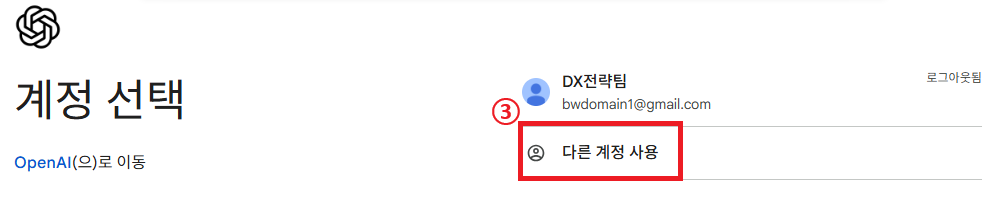 계정 선택
OpenAI(으)로 이동
DX전략팀
로그아웃됨
bwdomain1@gmail.com
③
다른 계정 사용